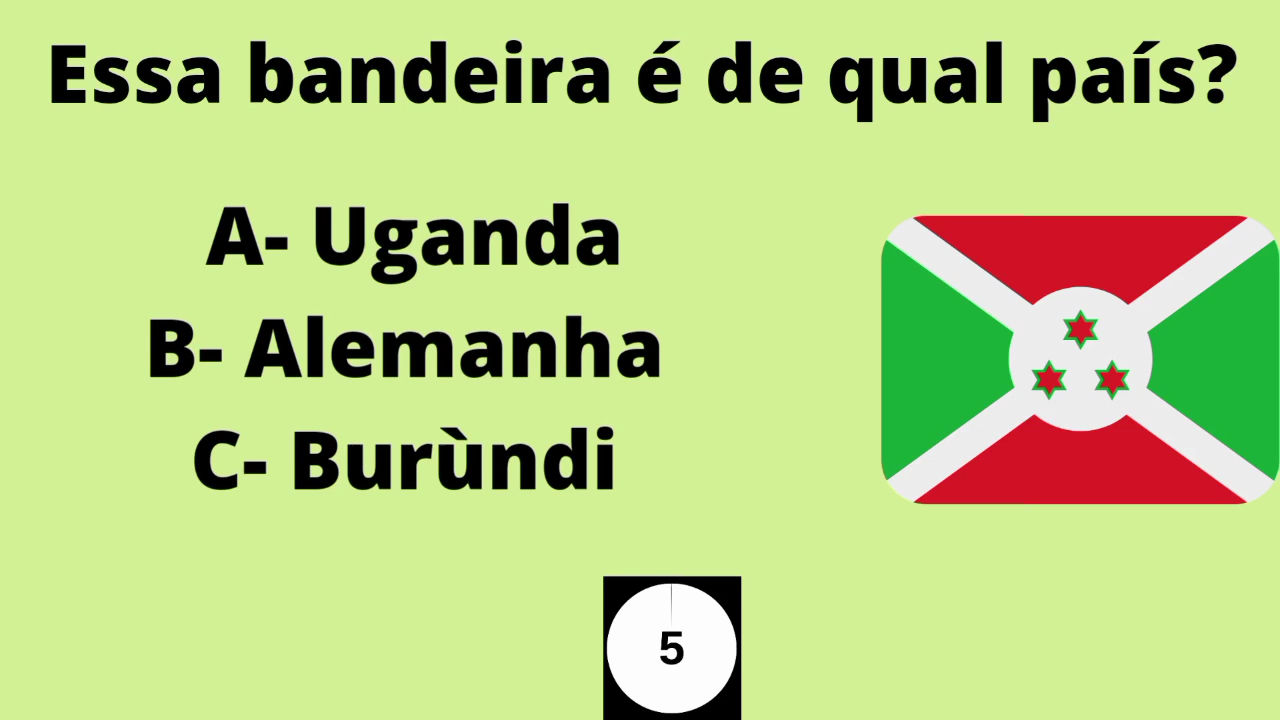 Essa bandeira é de qual país?
A- Uganda
B- Alemanha
C- Burùndi
5